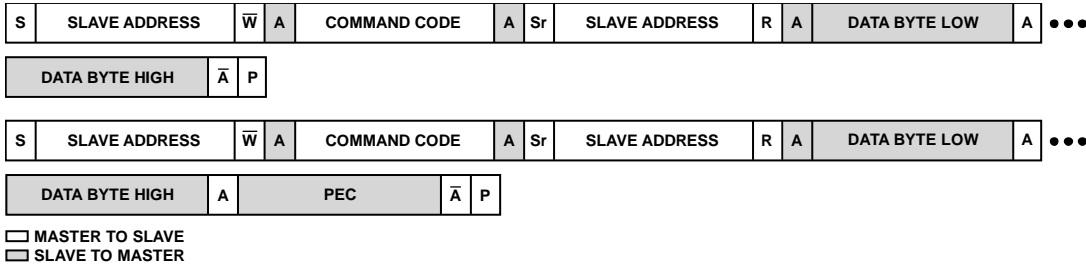 S SLAVE ADDRESS W̅ A COMMAND CODE A Sr SLAVE ADDRESS R A DATA BYTE LOW A •••
DATA BYTE HIGH A̅ P
S SLAVE ADDRESS W̅ A COMMAND CODE A Sr SLAVE ADDRESS R A DATA BYTE LOW A •••
DATA BYTE HIGH A PEC A̅ P
MASTER TO SLAVE
SLAVE TO MASTER